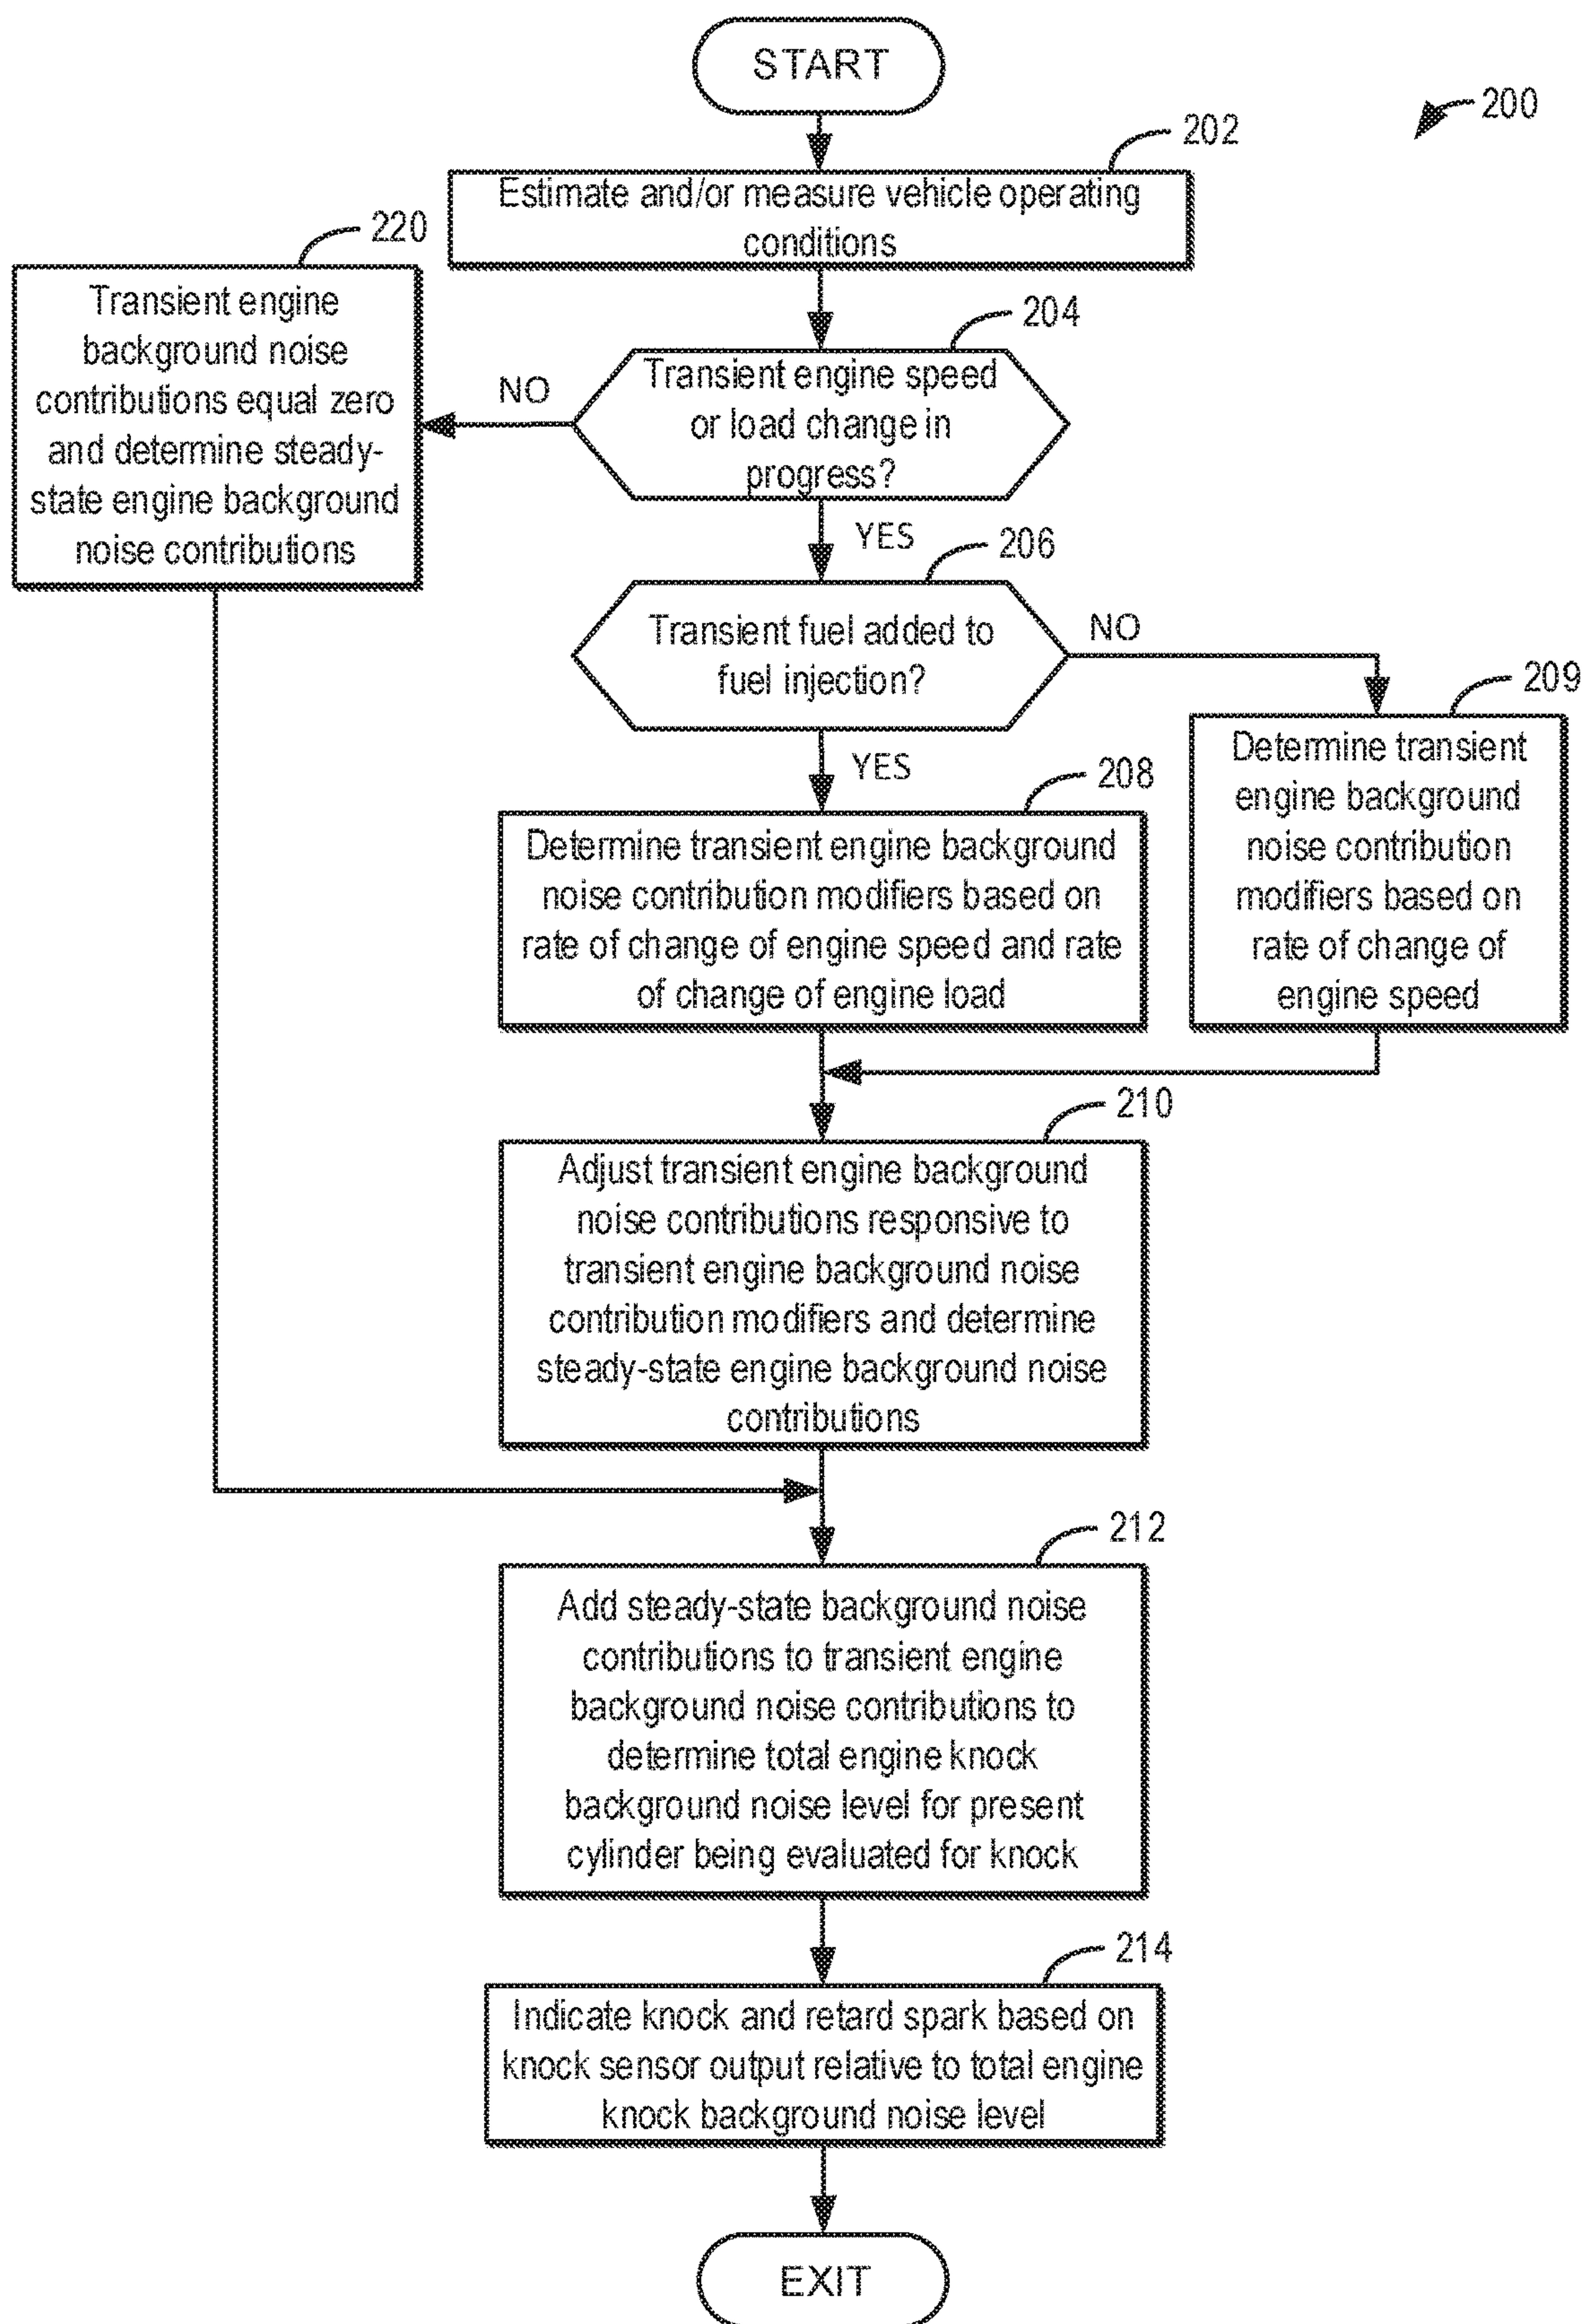 START
200
202
Estimate and/or measure vehicle operating
conditions
220
Transient engine
background noise
contributions equal zero
and determine steady-
state engine background
noise contributions
204
Transient engine speed
or load change in
progress?
NO
YES
206
Transient fuel added to
fuel injection?
NO
YES
209
Determine transient
engine background
noise contribution
modifiers based on
rate of change of
engine speed
208
Determine transient engine background
noise contribution modifiers based on
rate of change of engine speed and rate
of change of engine load
210
Adjust transient engine background
noise contributions responsive to
transient engine background noise
contribution modifiers and determine
steady-state engine background noise
contributions
212
Add steady-state background noise
contributions to transient engine
background noise contributions to
determine total engine knock
background noise level for present
cylinder being evaluated for knock
214
Indicate knock and retard spark based on
knock sensor output relative to total engine
knock background noise level
EXIT